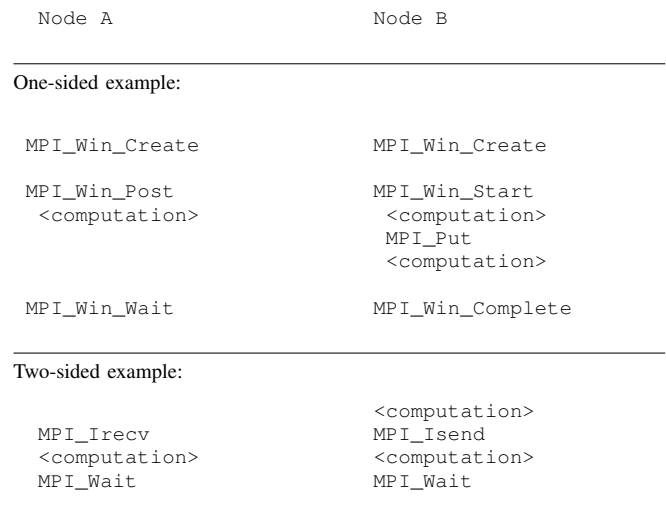 Node A Node B
One-sided example:
MPI_Win_Create MPI_Win_Create
MPI_Win_Post MPI_Win_Start
<computation> <computation>
MPI_Put
<computation>
MPI_Win_Wait MPI_Win_Complete
Two-sided example:
<computation>
MPI_Irecv MPI_Isend
<computation> <computation>
MPI_Wait MPI_Wait